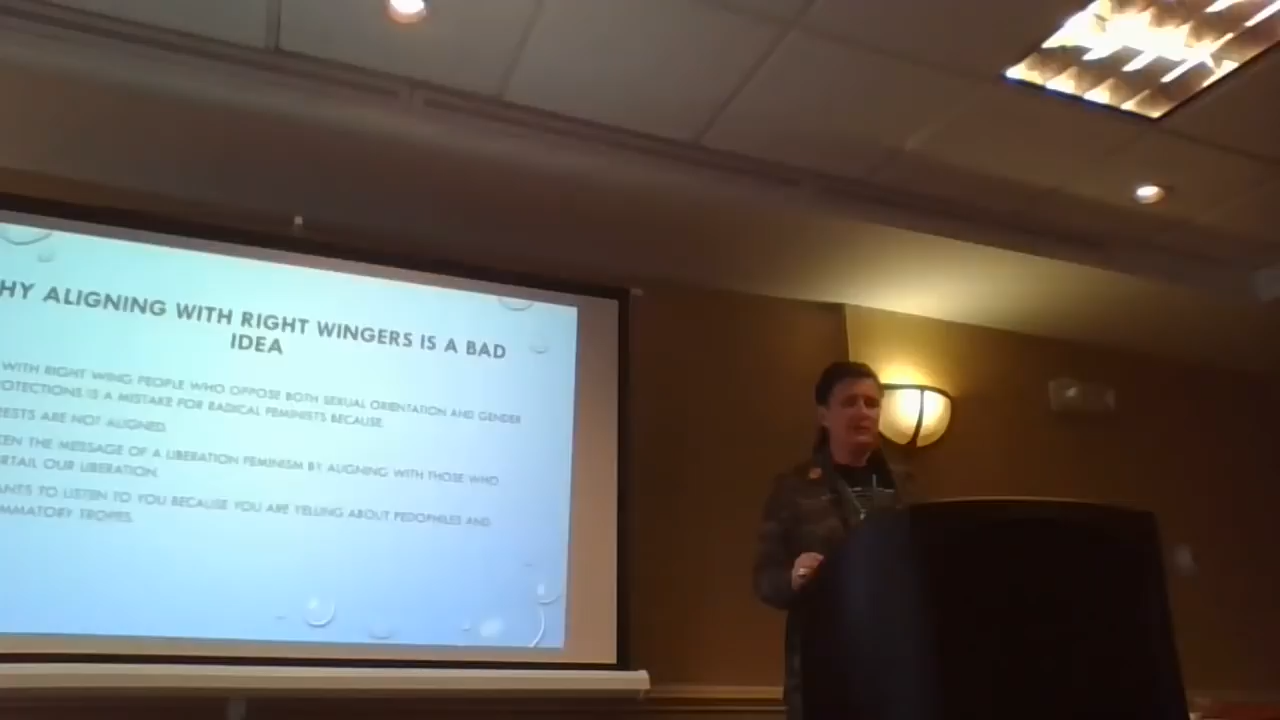 HY ALIGNING WITH RIGHT WINGERS IS A BAD
IDEA
WITH RIGHT WING PEOPLE WHO OPPOSE BOTH SEXUAL ORIENTATION AND GENDER
OTECTIONS IS A MISTAKE FOR RADICAL FEMINISTS BECAUSE
RESTS ARE NOT ALIGNED.
EN THE MESSAGE OF A LIBERATION FEMINISM BY ALIGNING WITH THOSE WHO
RTAIL OUR LIBERATION.
ANTS TO LISTEN TO YOU BECAUSE YOU ARE YELLING ABOUT PEDOPHILES AND
MMATORY TROPES.